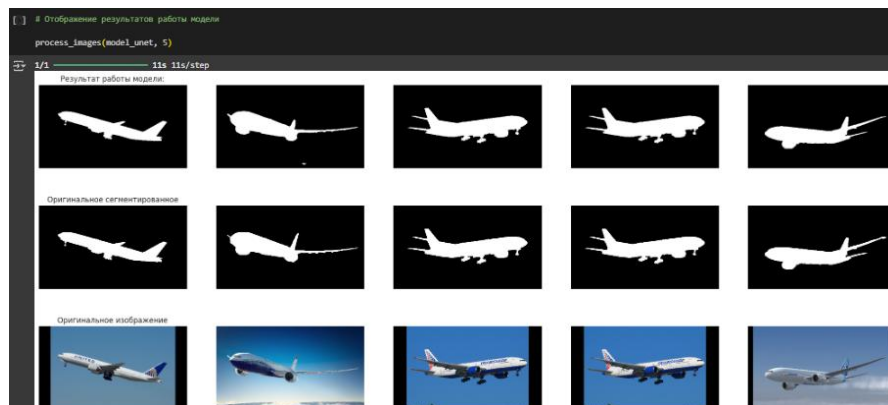 [ ] # Отображение результатов работы модели
process_images(model_unet, 5)
1/1 11s 11s/step
Результат работы модели:
Оригинальное сегментированное
Оригинальное изображение
UNITED